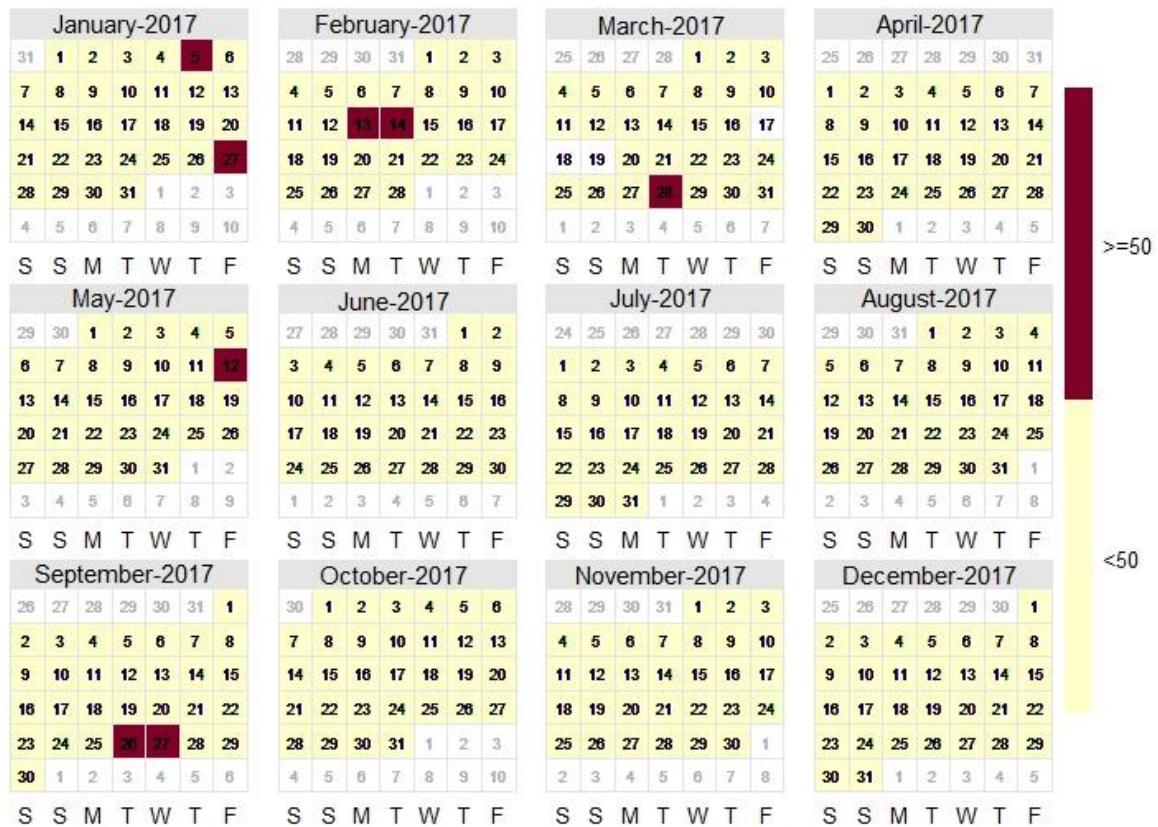 January-2017 February-2017 March-2017 April-2017
31 1 2 3 4 5 6 28 29 30 31 1 2 3 25 26 27 28 1 2 3 25 26 27 28 29 30 31
7 8 9 10 11 12 13 4 5 6 7 8 9 10 4 5 6 7 8 9 10 1 2 3 4 5 6 7
14 15 16 17 18 19 20 11 12 13 14 15 16 17 11 12 13 14 15 16 17 8 9 10 11 12 13 14
21 22 23 24 25 26 27 18 19 20 21 22 23 24 18 19 20 21 22 23 24 15 16 17 18 19 20 21
28 29 30 31 1 2 3 25 26 27 28 1 2 3 25 26 27 28 29 30 31 22 23 24 25 26 27 28
4 5 6 7 8 9 10 4 5 6 7 8 9 10 1 2 3 4 5 6 7 29 30 1 2 3 4 5
>=50
S S M T W T F S S M T W T F S S M T W T F S S M T W T F
May-2017 June-2017 July-2017 August-2017
29 30 1 2 3 4 5 27 28 29 30 31 1 2 24 25 26 27 28 29 30 29 30 31 1 2 3 4
6 7 8 9 10 11 12 3 4 5 6 7 8 9 1 2 3 4 5 6 7 5 6 7 8 9 10 11
13 14 15 16 17 18 19 10 11 12 13 14 15 16 8 9 10 11 12 13 14 12 13 14 15 16 17 18
20 21 22 23 24 25 26 17 18 19 20 21 22 23 15 16 17 18 19 20 21 19 20 21 22 23 24 25
27 28 29 30 31 1 2 24 25 26 27 28 29 30 22 23 24 25 26 27 28 26 27 28 29 30 31 1
3 4 5 6 7 8 9 1 2 3 4 5 6 7 29 30 31 1 2 3 4 2 3 4 5 6 7 8
S S M T W T F S S M T W T F S S M T W T F S S M T W T F
<50
September-2017 October-2017 November-2017 December-2017
26 27 28 29 30 31 1 30 1 2 3 4 5 6 28 29 30 31 1 2 3 25 26 27 28 29 30 1
2 3 4 5 6 7 8 7 8 9 10 11 12 13 4 5 6 7 8 9 10 2 3 4 5 6 7 8
9 10 11 12 13 14 15 14 15 16 17 18 19 20 11 12 13 14 15 16 17 9 10 11 12 13 14 15
16 17 18 19 20 21 22 21 22 23 24 25 26 27 18 19 20 21 22 23 24 16 17 18 19 20 21 22
23 24 25 26 27 28 29 28 29 30 31 1 2 3 25 26 27 28 29 30 1 23 24 25 26 27 28 29
30 1 2 3 4 5 6 4 5 6 7 8 9 10 2 3 4 5 6 7 8 30 31 1 2 3 4 5
S S M T W T F S S M T W T F S S M T W T F S S M T W T F